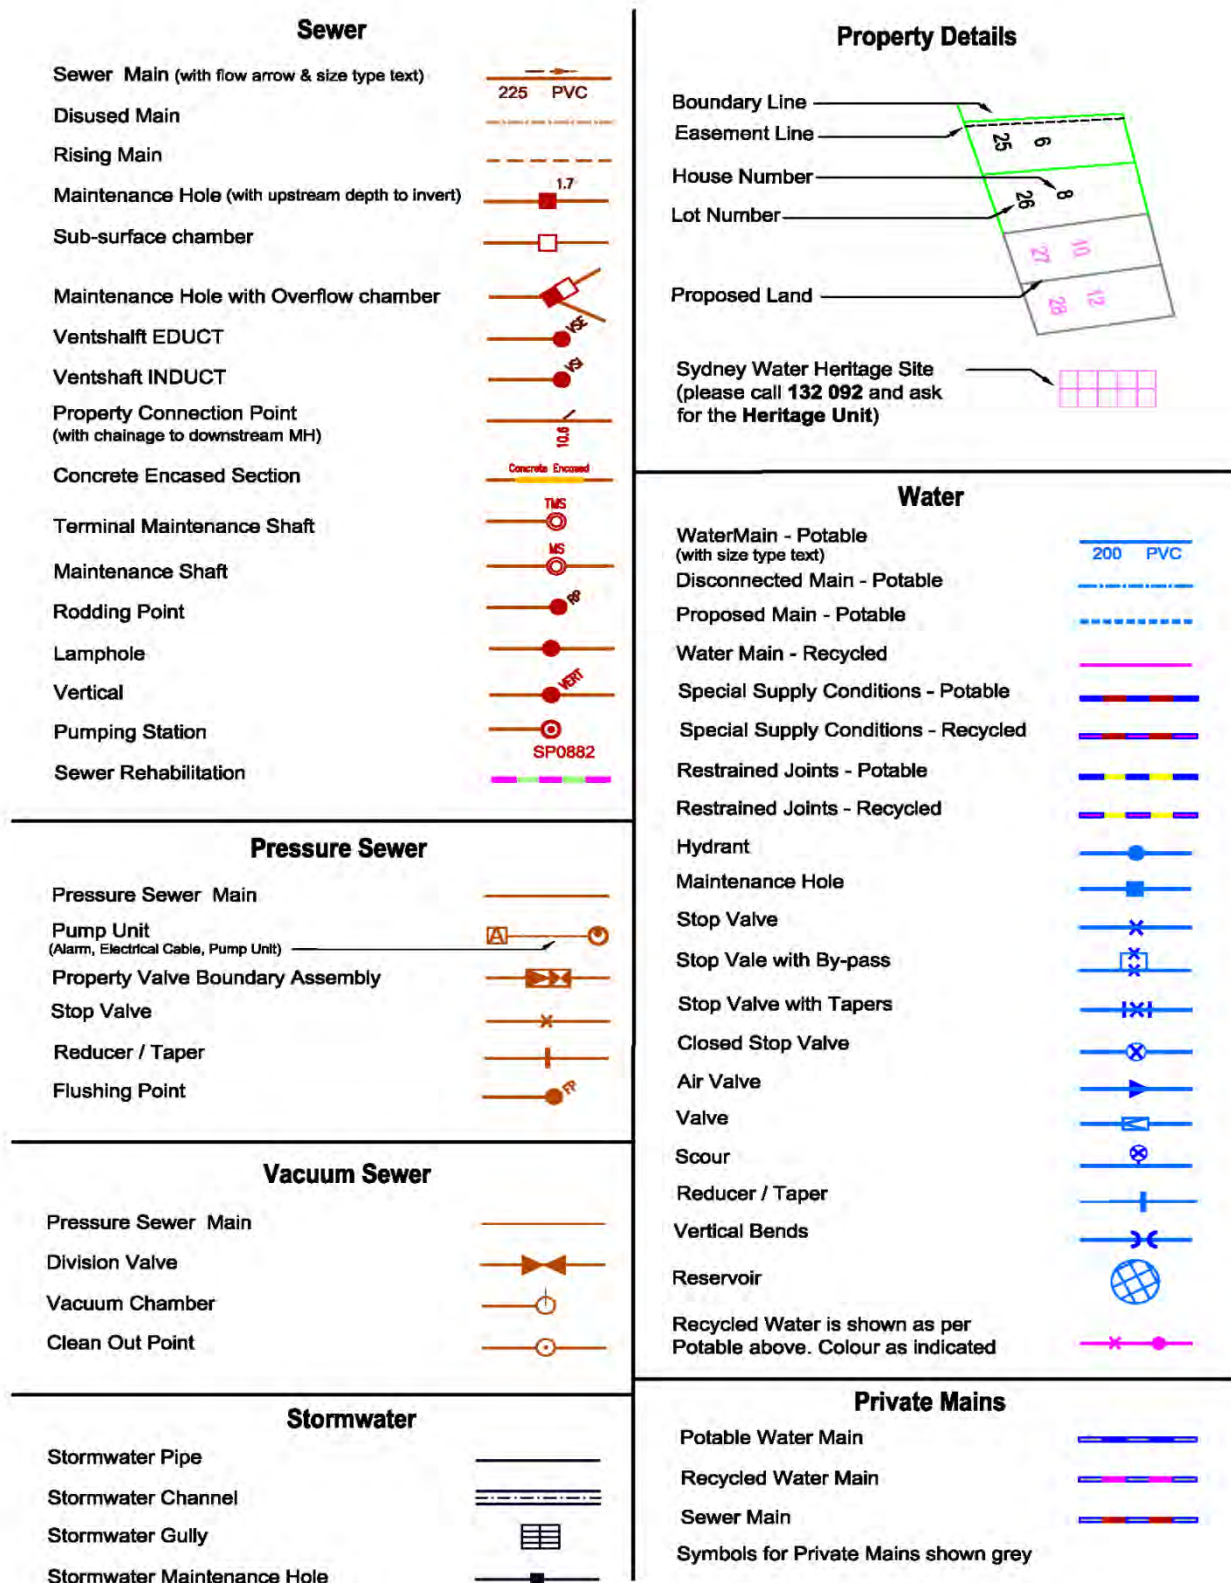 Sewer
Sewer Main (with flow arrow & size type text)
225 PVC
Disused Main
Rising Main
Maintenance Hole (with upstream depth to invert)
1.7
Sub-surface chamber
Maintenance Hole with Overflow chamber
Ventshalft EDUCT
VSE
Ventshaft INDUCT
VSI
Property Connection Point
(with chainage to downstream MH)
10.6
Concrete Encased Section
Concrete Encased
Terminal Maintenance Shaft
TMS
Maintenance Shaft
MS
Rodding Point
RP
Lamphole
Vertical
VERT
Pumping Station
SP0882
Sewer Rehabilitation
Pressure Sewer
Pressure Sewer Main
Pump Unit
(Alarm, Electrical Cable, Pump Unit)
A
Property Valve Boundary Assembly
Stop Valve
Reducer / Taper
Flushing Point
FP
Vacuum Sewer
Pressure Sewer Main
Division Valve
Vacuum Chamber
Clean Out Point
Stormwater
Stormwater Pipe
Stormwater Channel
Stormwater Gully
Stormwater Maintenance Hole
Property Details
Boundary Line
Easement Line
25 6
House Number
8
Lot Number
26
27 10
Proposed Land
28 12
Sydney Water Heritage Site
(please call 132 092 and ask
for the Heritage Unit)
Water
WaterMain - Potable
(with size type text)
200 PVC
Disconnected Main - Potable
Proposed Main - Potable
Water Main - Recycled
Special Supply Conditions - Potable
Special Supply Conditions - Recycled
Restrained Joints - Potable
Restrained Joints - Recycled
Hydrant
Maintenance Hole
Stop Valve
Stop Vale with By-pass
Stop Valve with Tapers
Closed Stop Valve
Air Valve
Valve
Scour
Reducer / Taper
Vertical Bends
Reservoir
Recycled Water is shown as per
Potable above. Colour as indicated
Private Mains
Potable Water Main
Recycled Water Main
Sewer Main
Symbols for Private Mains shown grey